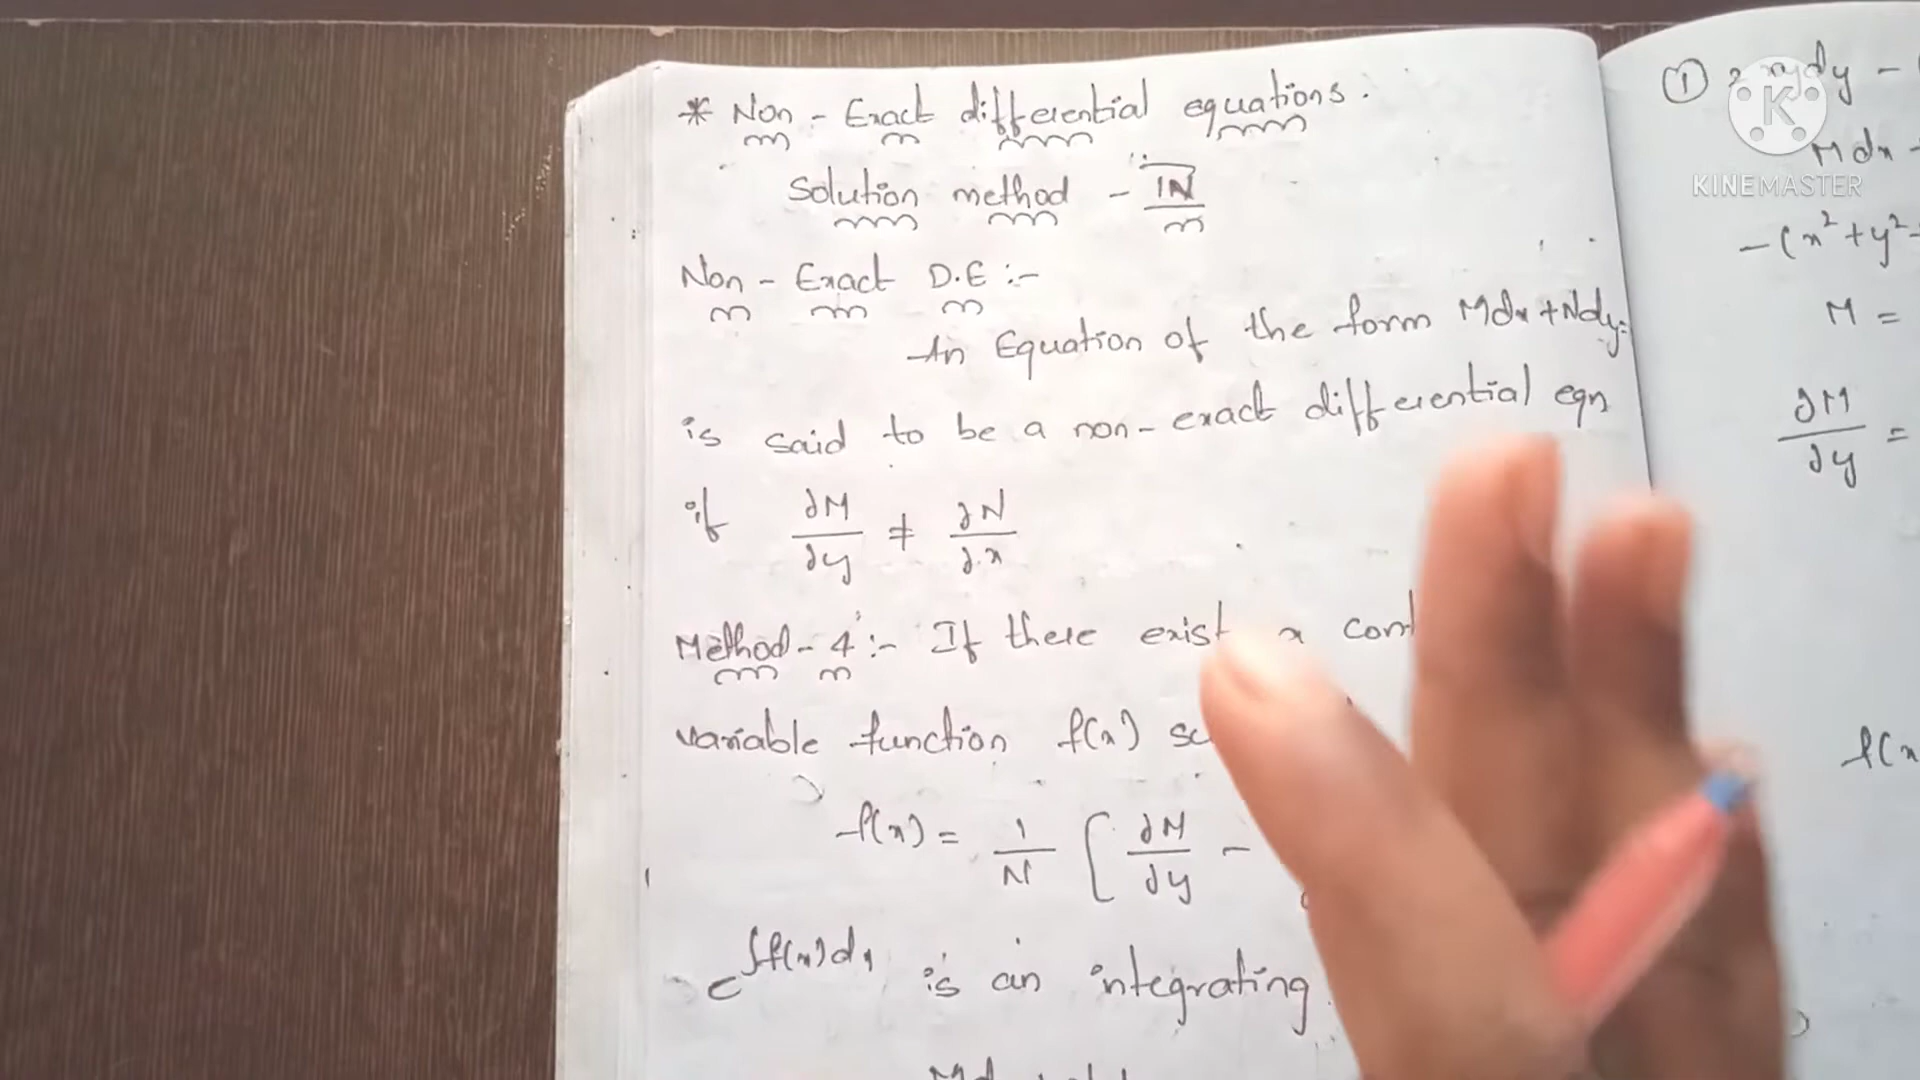 * Non - Exact differential equations.
Solution method - IV
Non - Exact D.E :-
An Equation of the form Mdx + Ndy=
is said to be a non-exact differential eqn
if ∂M/∂y ≠ ∂N/∂x
Method - 4 :- If there exist a
variable function f(x)
f(x) = 1/N [ ∂M/∂y -
e^∫f(x)dx is an integrating
① dy -
Mdx
-(x²+y²
M =
∂M/∂y =
f(x
K
KINEMASTER